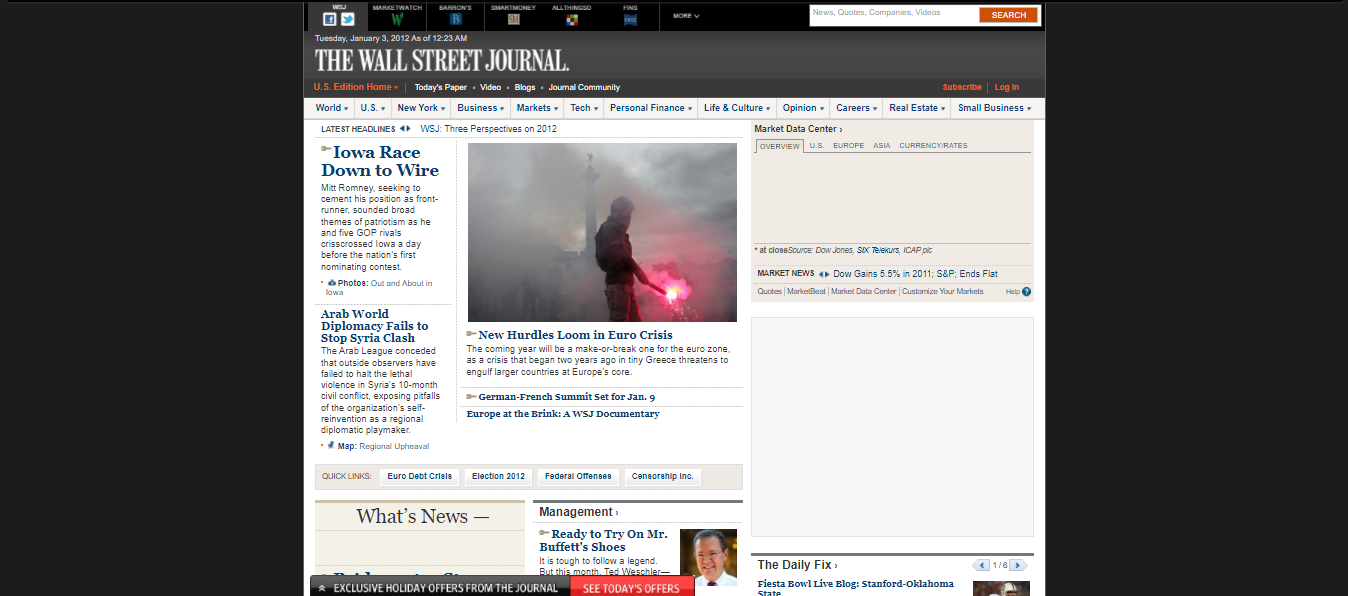 WSJ
MARKETWATCH
BARRON'S
SMARTMONEY
ALLTHINGSD
FINS
MORE
News, Quotes, Companies, Videos
SEARCH
Tuesday, January 3, 2012 As of 12:23 AM
THE WALL STREET JOURNAL.
U.S. Edition Home
Today's Paper • Video • Blogs • Journal Community
Subscribe
Log In
World
U.S.
New York
Business
Markets
Tech
Personal Finance
Life & Culture
Opinion
Careers
Real Estate
Small Business
LATEST HEADLINES
WSJ: Three Perspectives on 2012
Iowa Race
Down to Wire
Mitt Romney, seeking to
cement his position as front-
runner, sounded broad
themes of patriotism as he
and five GOP rivals
crisscrossed Iowa a day
before the nation's first
nominating contest.
• Photos: Out and About in
Iowa
Arab World
Diplomacy Fails to
Stop Syria Clash
The Arab League conceded
that outside observers have
failed to halt the lethal
violence in Syria's 10-month
civil conflict, exposing pitfalls
of the organization's self-
reinvention as a regional
diplomatic playmaker.
• Map: Regional Upheaval
New Hurdles Loom in Euro Crisis
The coming year will be a make-or-break one for the euro zone,
as a crisis that began two years ago in tiny Greece threatens to
engulf larger countries at Europe's core.
German-French Summit Set for Jan. 9
Europe at the Brink: A WSJ Documentary
Market Data Center ›
OVERVIEW
U.S.
EUROPE
ASIA
CURRENCY/RATES
* at closeSource: Dow Jones, SIX Telekurs, ICAP plc
MARKET NEWS
Dow Gains 5.5% in 2011; S&P; Ends Flat
Quotes | MarketBeat | Market Data Center | Customize Your Markets
Help ?
QUICK LINKS:
Euro Debt Crisis
Election 2012
Federal Offenses
Censorship Inc.
What's News —
Management ›
Ready to Try On Mr.
Buffett's Shoes
It is tough to follow a legend.
But this month, Ted Weschler—
The Daily Fix ›
1 / 6
Fiesta Bowl Live Blog: Stanford-Oklahoma
State
EXCLUSIVE HOLIDAY OFFERS FROM THE JOURNAL
SEE TODAY'S OFFERS